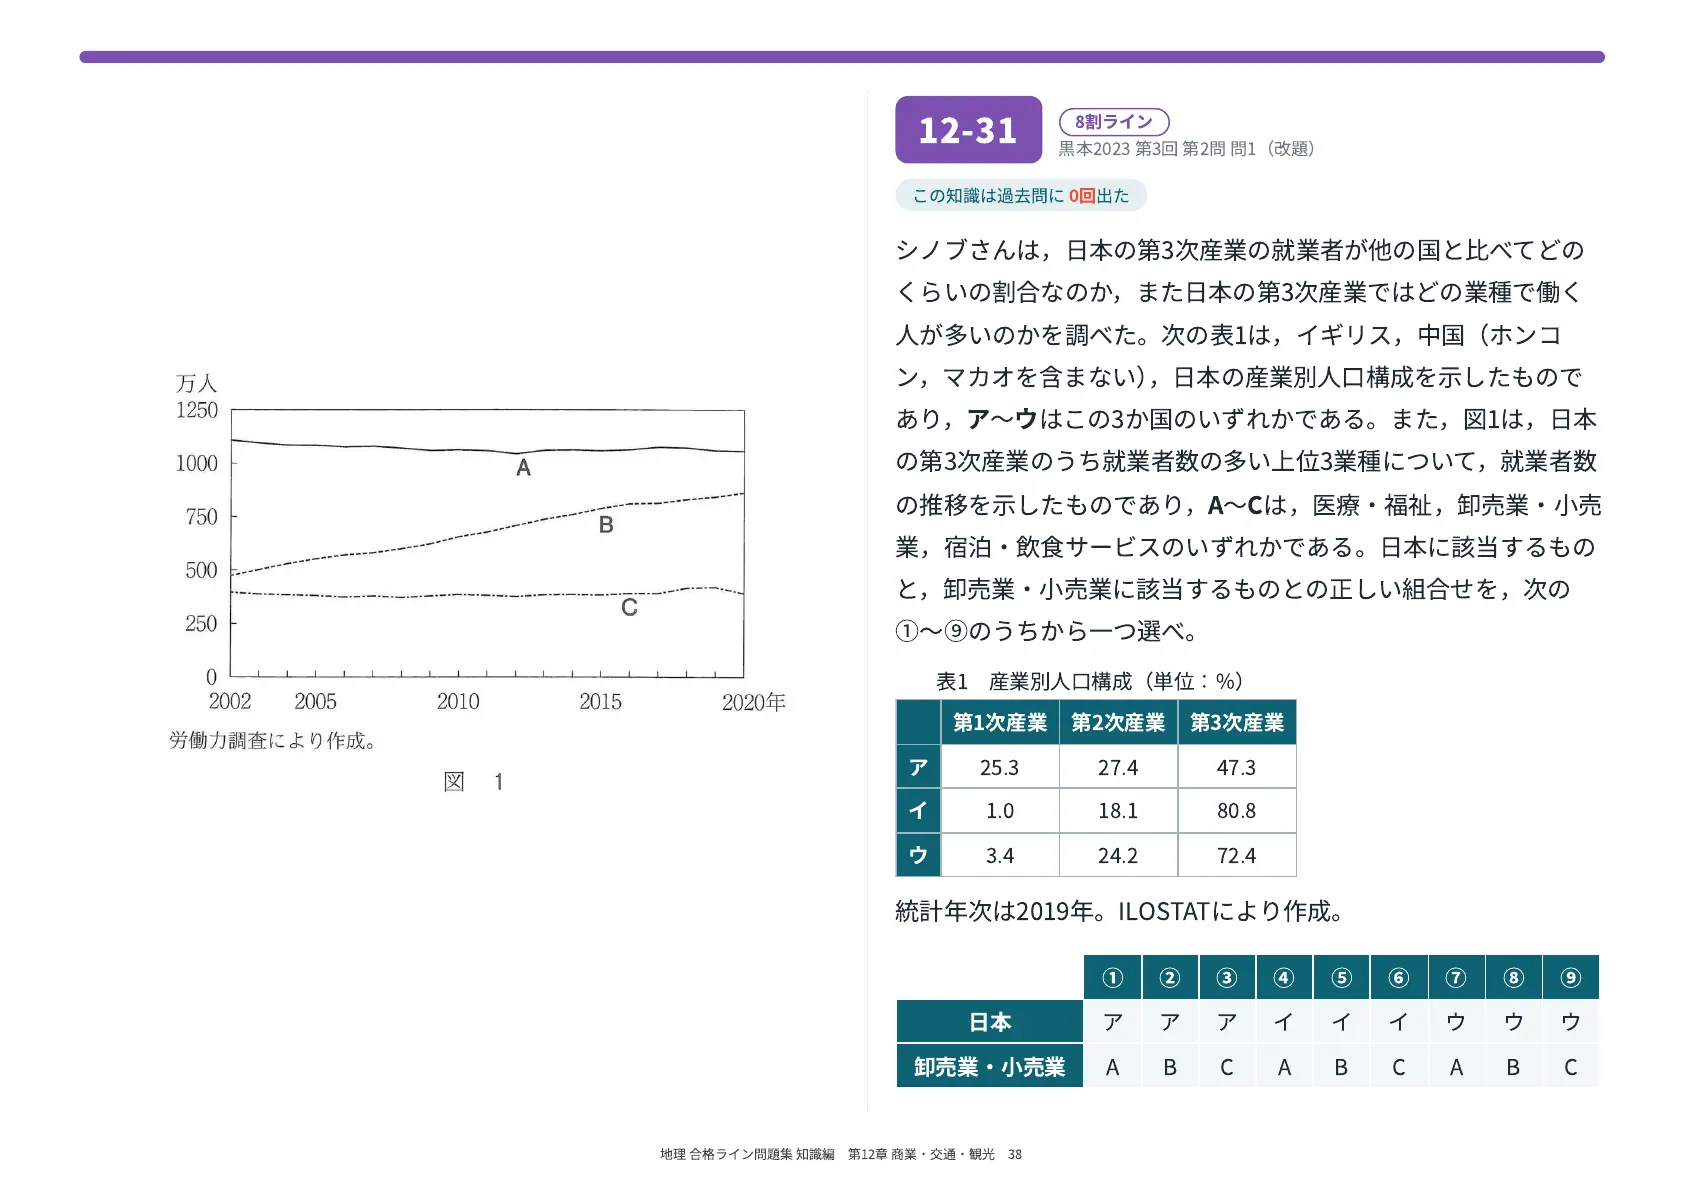 万人
1250
1000
750
500
250
0
A
B
C
2002 2005 2010 2015 2020年
労働力調査により作成。
図 1
12-31
8割ライン
黒本2023 第3回 第2問 問1（改題）
この知識は過去問に 0回出た
シノブさんは，日本の第3次産業の就業者が他の国と比べてどの
くらいの割合なのか，また日本の第3次産業ではどの業種で働く
人が多いのかを調べた。次の表1は，イギリス，中国（ホンコ
ン，マカオを含まない），日本の産業別人口構成を示したもので
あり，ア～ウはこの3か国のいずれかである。また，図1は，日本
の第3次産業のうち就業者数の多い上位3業種について，就業者数
の推移を示したものであり，A～Cは，医療・福祉，卸売業・小売
業，宿泊・飲食サービスのいずれかである。日本に該当するもの
と，卸売業・小売業に該当するものとの正しい組合せを，次の
①～⑨のうちから一つ選べ。
表1 産業別人口構成（単位：％）
第1次産業 第2次産業 第3次産業
ア 25.3 27.4 47.3
イ 1.0 18.1 80.8
ウ 3.4 24.2 72.4
統計年次は2019年。ILOSTATにより作成。
① ② ③ ④ ⑤ ⑥ ⑦ ⑧ ⑨
日本 ア ア ア イ イ イ ウ ウ ウ
卸売業・小売業 A B C A B C A B C
地理 合格ライン問題集 知識編 第12章 商業・交通・観光 38